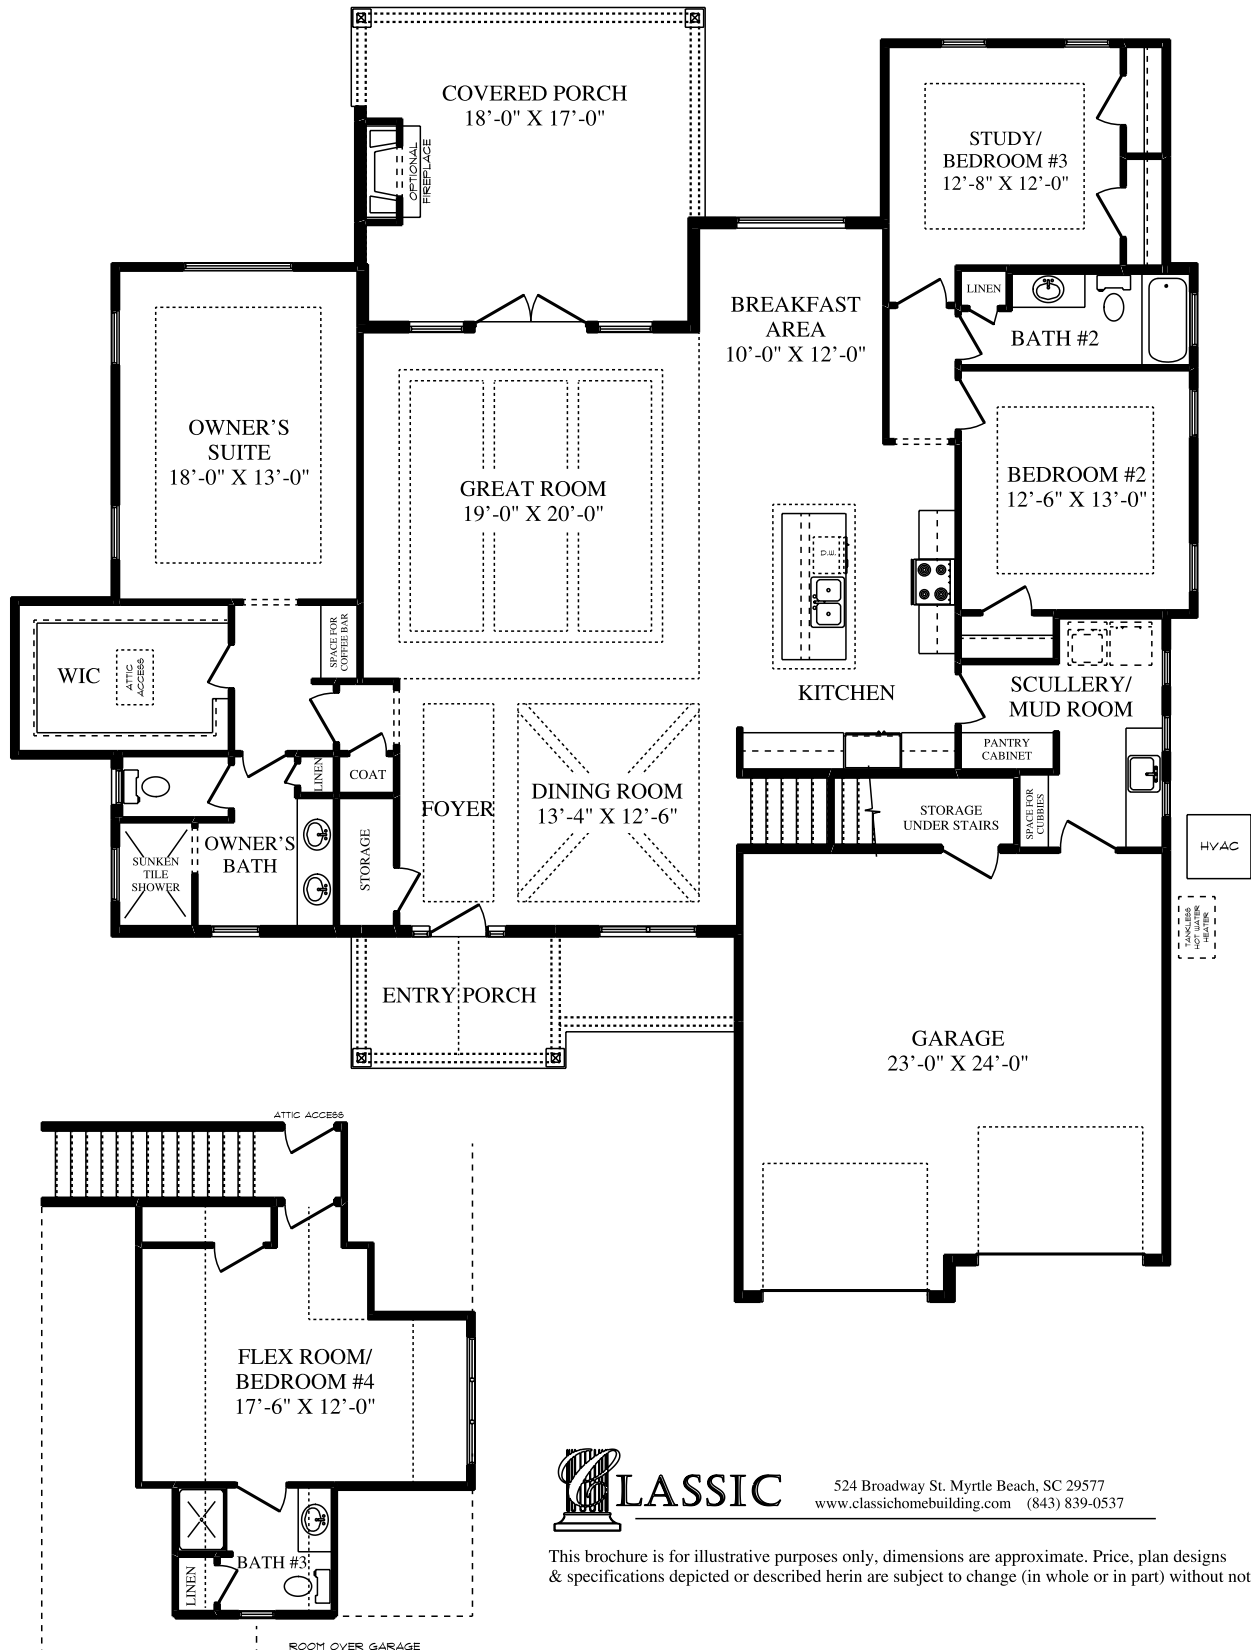 COVERED PORCH
18'-0" X 17'-0"
OPTIONAL
FIREPLACE
STUDY/
BEDROOM #3
12'-8" X 12'-0"
LINEN
BATH #2
BREAKFAST
AREA
10'-0" X 12'-0"
OWNER'S
SUITE
18'-0" X 13'-0"
GREAT ROOM
19'-0" X 20'-0"
BEDROOM #2
12'-6" X 13'-0"
SPACE FOR
COFFEE BAR
WIC
ATTIC
ACCESS
KITCHEN
SCULLERY/
MUD ROOM
PANTRY
CABINET
LINEN
COAT
FOYER
DINING ROOM
13'-4" X 12'-6"
STORAGE
UNDER STAIRS
SPACE FOR
CUBBIES
OWNER'S
BATH
SUNKEN
TILE
SHOWER
STORAGE
HVAC
TANKLESS
HOT WATER
HEATER
ENTRY PORCH
GARAGE
23'-0" X 24'-0"
ATTIC ACCESS
FLEX ROOM/
BEDROOM #4
17'-6" X 12'-0"
BATH #3
LINEN
ROOM OVER GARAGE
CLASSIC
524 Broadway St. Myrtle Beach, SC 29577
www.classichomebuilding.com (843) 839-0537
This brochure is for illustrative purposes only, dimensions are approximate. Price, plan designs
& specifications depicted or described herin are subject to change (in whole or in part) without not